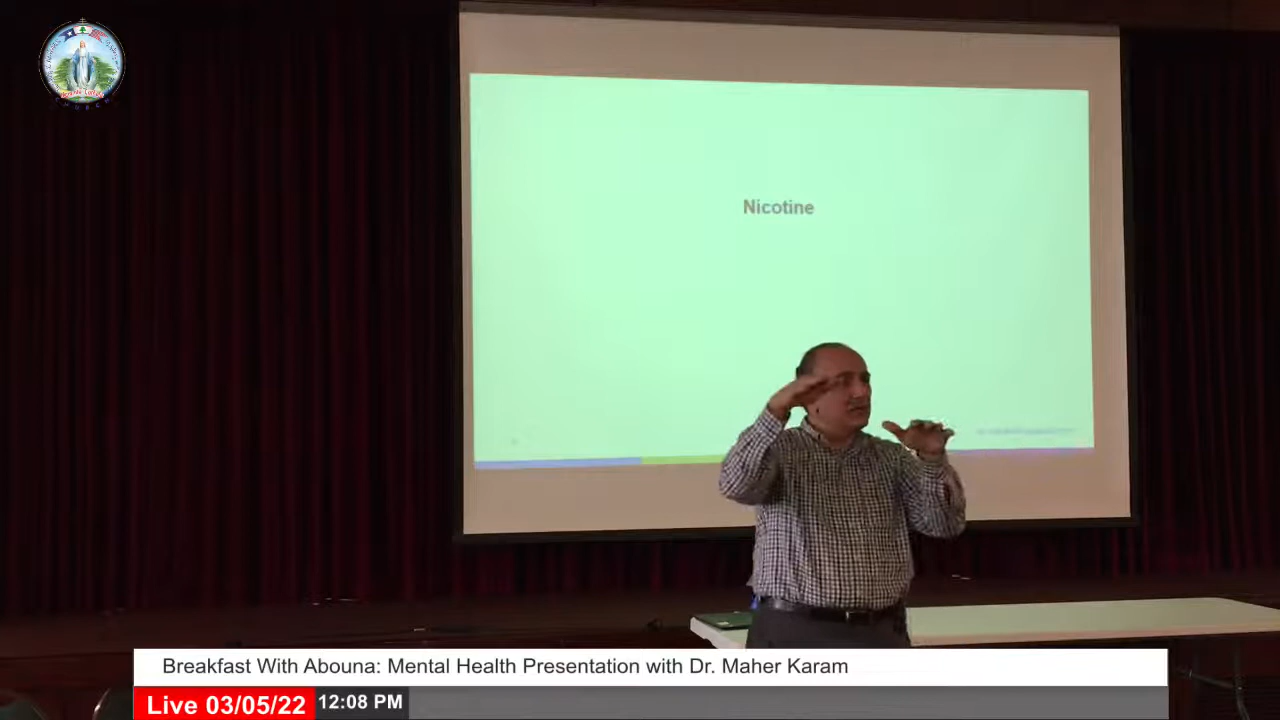 Nicotine
Breakfast With Abouna: Mental Health Presentation with Dr. Maher Karam
Live 03/05/22
12:08 PM